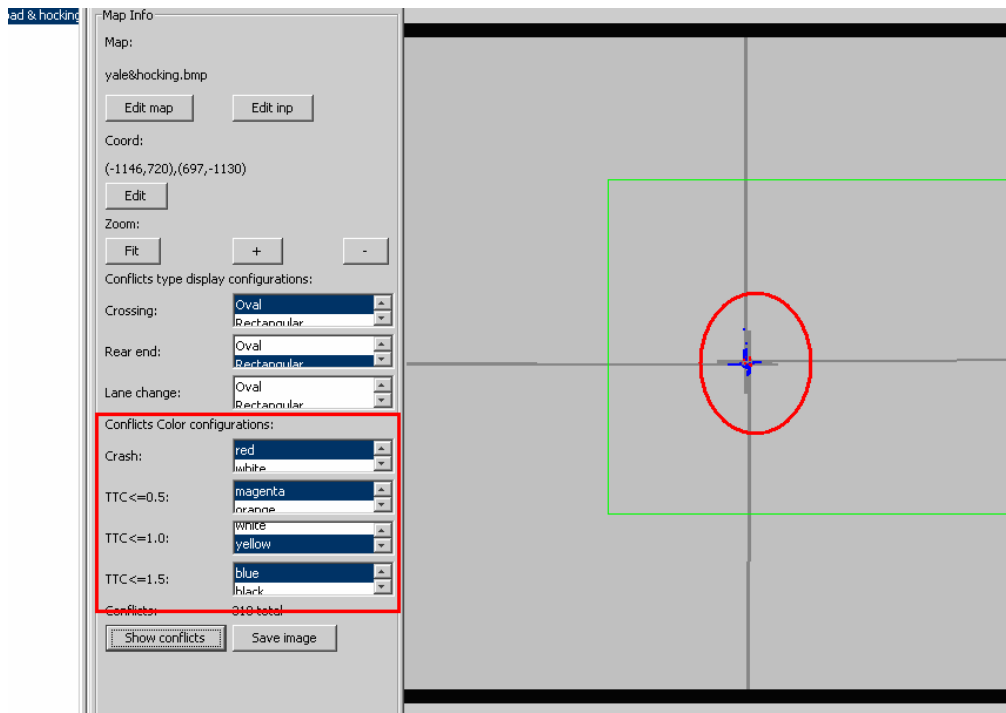 ad & hocking
Map Info
Map:
yale&hocking.bmp
Edit map Edit inp
Coord:
(-1146,720),(697,-1130)
Edit
Zoom:
Fit + -
Conflicts type display configurations:
Crossing: Oval
Rectangular
Rear end: Oval
Rectangular
Lane change: Oval
Rectangular
Conflicts Color configurations:
Crash: red
white
TTC<=0.5: magenta
orange
white
TTC<=1.0: yellow
TTC<=1.5: blue
black
Conflicts: 318 total
Show conflicts Save image